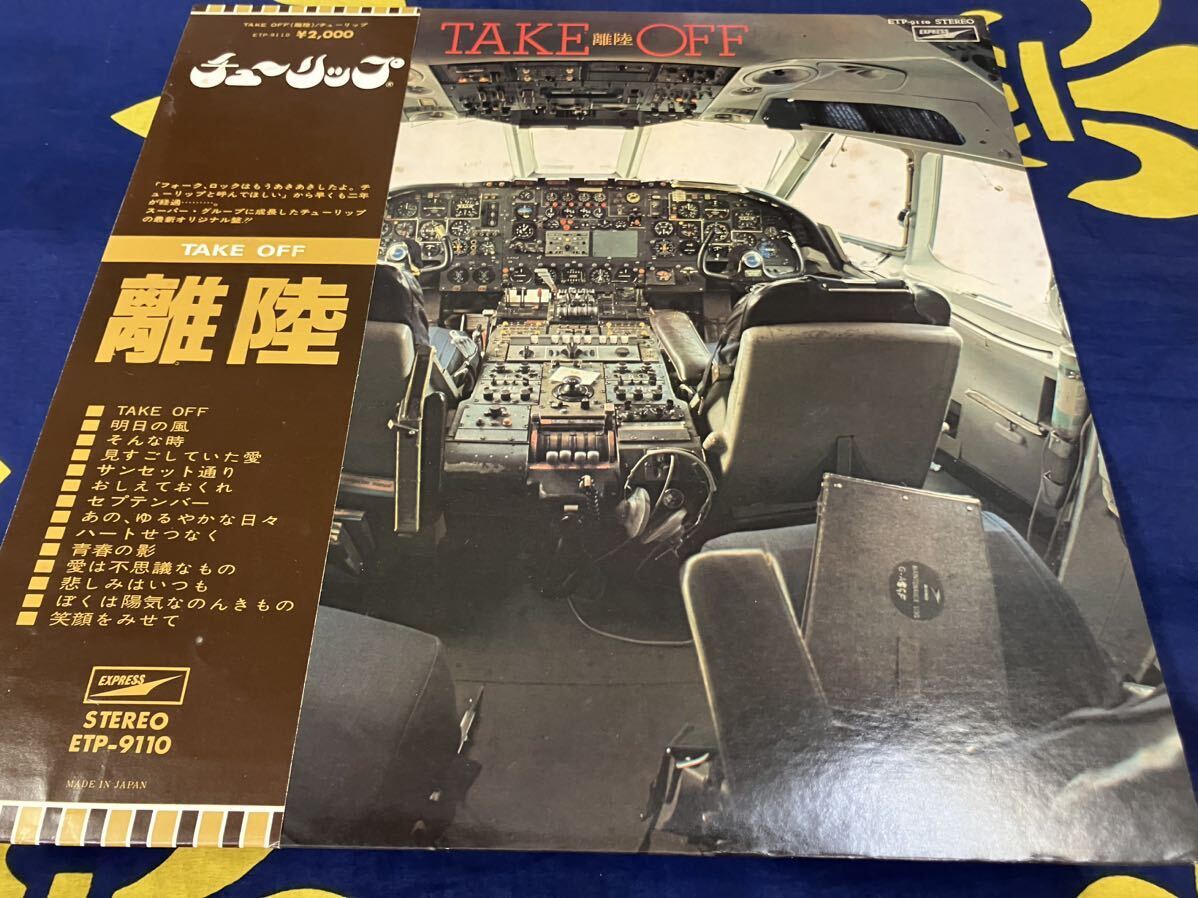 TAKE OFF(離陸)/チューリップ
ETP-9110 ¥2,000
チューリップ®
「フォーク、ロックはもうあきあきしたよ。チ
ューリップと呼んでほしい」から早くも二年
が経過………。
スーパー・グループに成長したチューリップ
の最新オリジナル盤!!
TAKE OFF
離陸
TAKE OFF
明日の風
そんな時
見すごしていた愛
サンセット通り
おしえておくれ
セプテンバー
あの、ゆるやかな日々
ハートせつなく
青春の影
愛は不思議なもの
悲しみはいつも
ぼくは陽気なのんきもの
笑顔をみせて
EXPRESS
STEREO
ETP-9110
MADE IN JAPAN
TAKE 離陸 OFF
ETP-9110 STEREO
EXPRESS